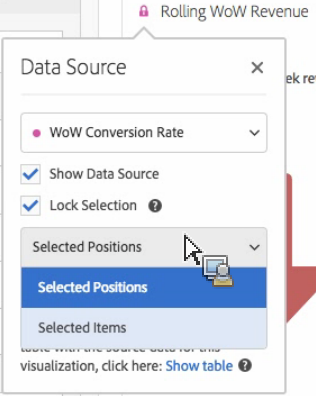 Rolling WoW Revenue
Data Source
ek re
WoW Conversion Rate
Show Data Source
Lock Selection
Selected Positions
Selected Positions
Selected Items
table with the source data for this
visualization, click here: Show table